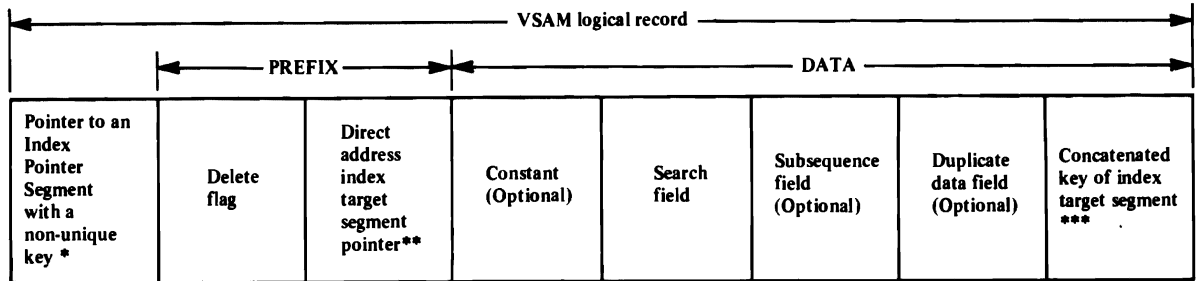 VSAM logical record
PREFIX
DATA
Pointer to an
Index
Pointer
Segment
with a
non-unique
key *
Delete
flag
Direct
address
index
target
segment
pointer**
Constant
(Optional)
Search
field
Subsequence
field
(Optional)
Duplicate
data field
(Optional)
Concatenated
key of index
target segment
***